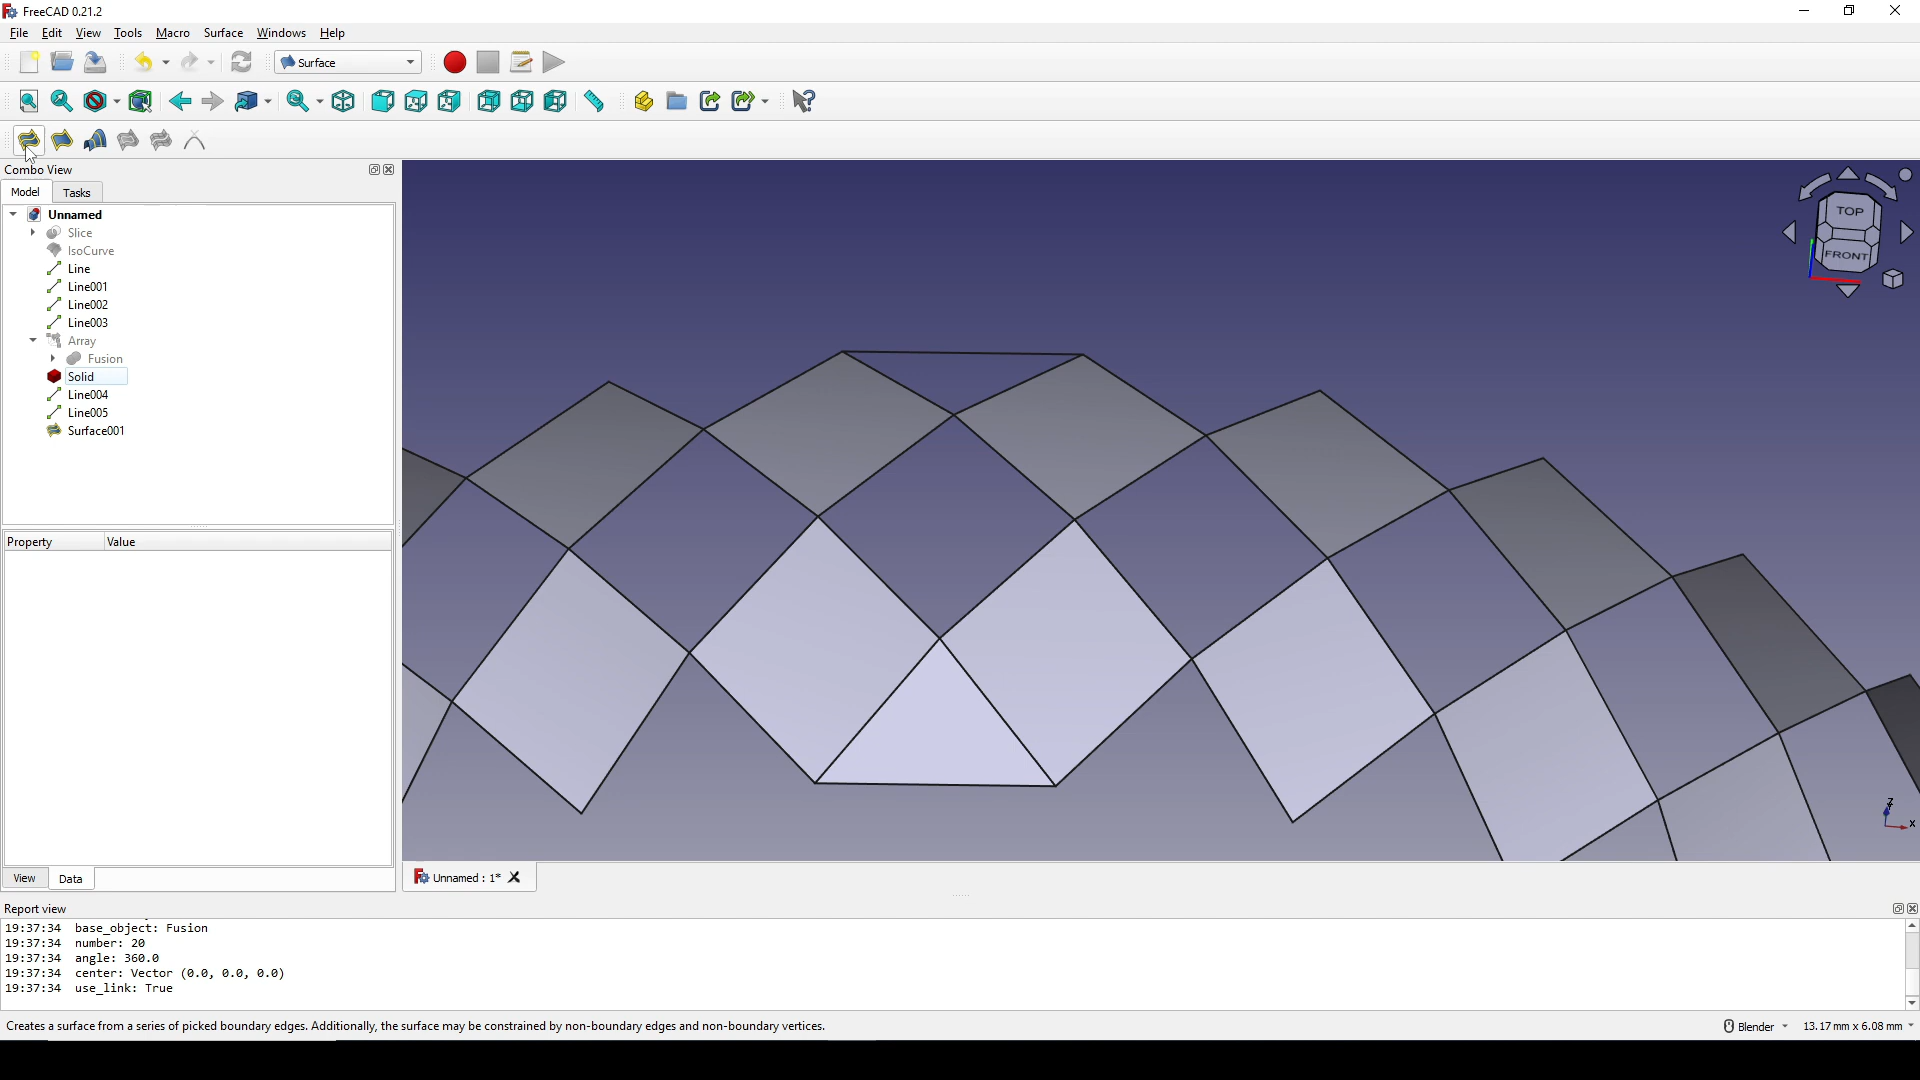 FreeCAD 0.21.2
File Edit View Tools Macro Surface Windows Help
Surface
Combo View
Model Tasks
Unnamed
Slice
IsoCurve
Line
Line001
Line002
Line003
Array
Fusion
Solid
Line004
Line005
Surface001
Property Value
View Data
TOP
FRONT
Z
X
Unnamed : 1*
Report view
19:37:34 base_object: Fusion
19:37:34 number: 20
19:37:34 angle: 360.0
19:37:34 center: Vector (0.0, 0.0, 0.0)
19:37:34 use_link: True
Creates a surface from a series of picked boundary edges. Additionally, the surface may be constrained by non-boundary edges and non-boundary vertices.
Blender 13.17 mm x 6.08 mm